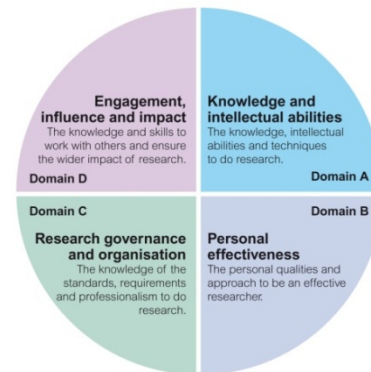 Engagement,
influence and impact
The knowledge and skills to
work with others and ensure
the wider impact of research.
Domain D
Knowledge and
intellectual abilities
The knowledge, intellectual
abilities and techniques
to do research.
Domain A
Domain C
Research governance
and organisation
The knowledge of the
standards, requirements
and professionalism to do
research.
Domain B
Personal
effectiveness
The personal qualities and
approach to be an effective
researcher.